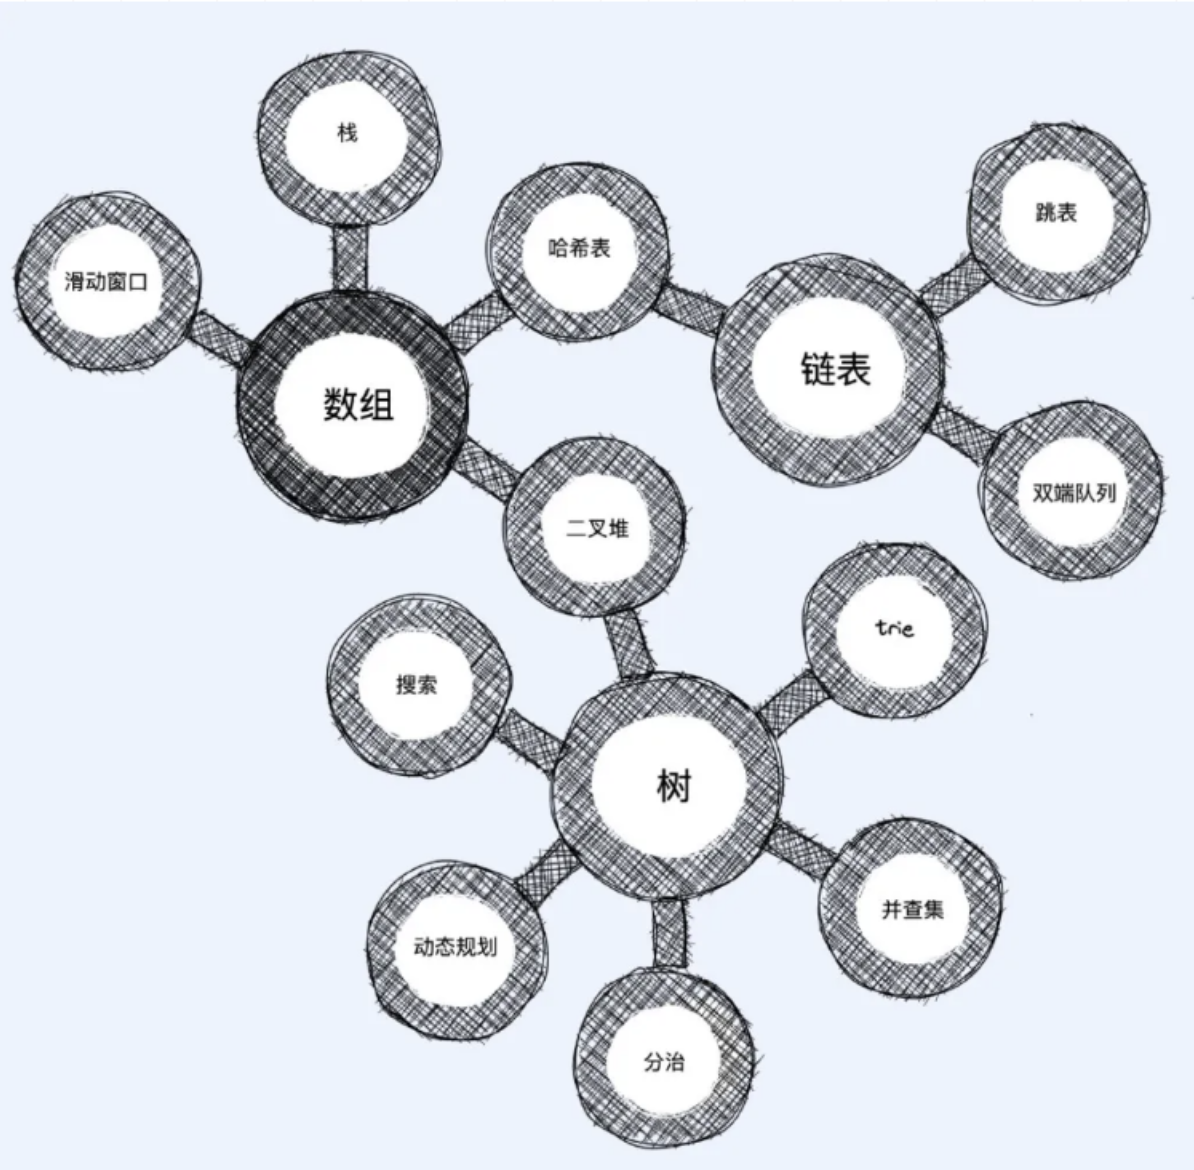 栈
跳表
哈希表
滑动窗口
链表
数组
双端队列
二叉堆
trie
搜索
树
并查集
动态规划
分治